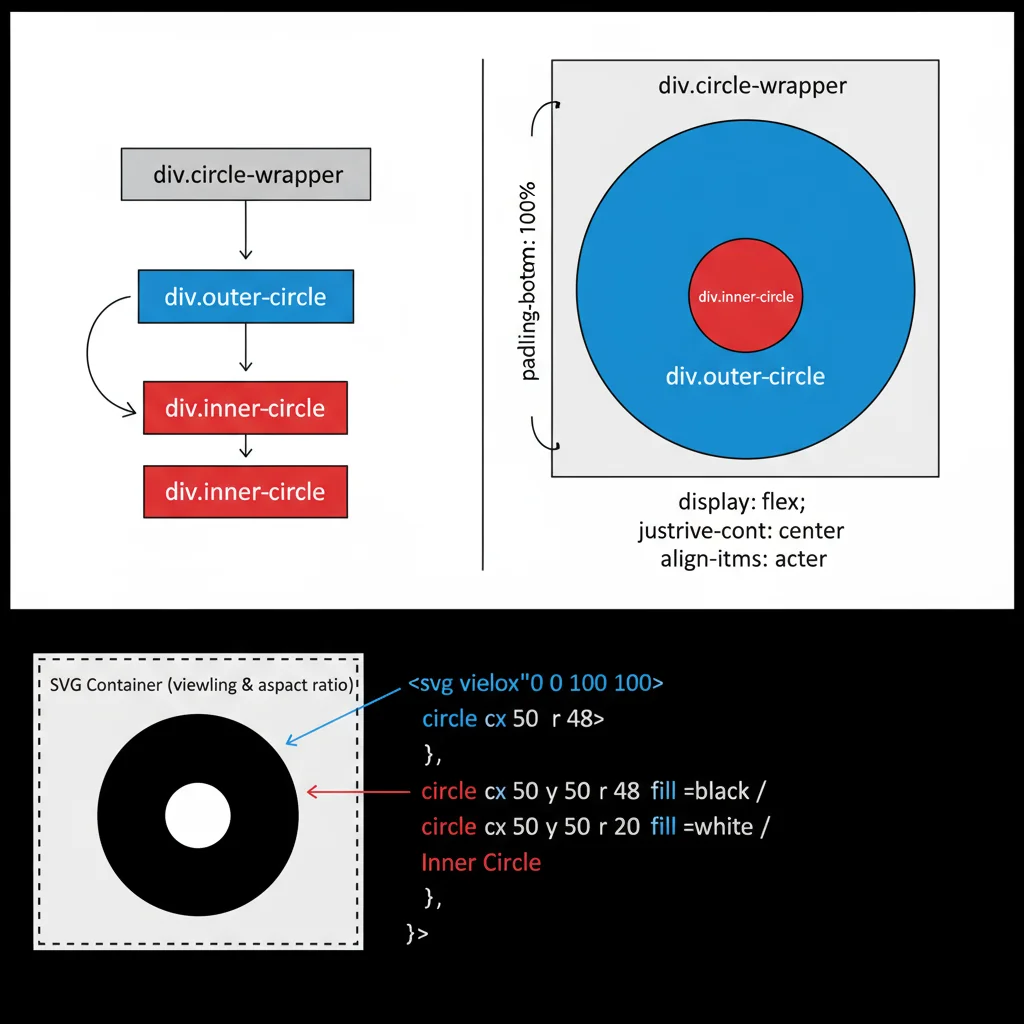 div.circle-wrapper
div.outer-circle
div.inner-circle
div.inner-circle
div.circle-wrapper
padling-botom: 100%
div.inner-circle
div.outer-circle
display: flex;
justrive-cont: center
align-itms: acter
SVG Container (viewling & aspact ratio)
<svg vielox"0 0 100 100>
circle cx 50 r 48>
},
circle cx 50 y 50 r 48 fill =black /
circle cx 50 y 50 r 20 fill =white /
Inner Circle
},
}>